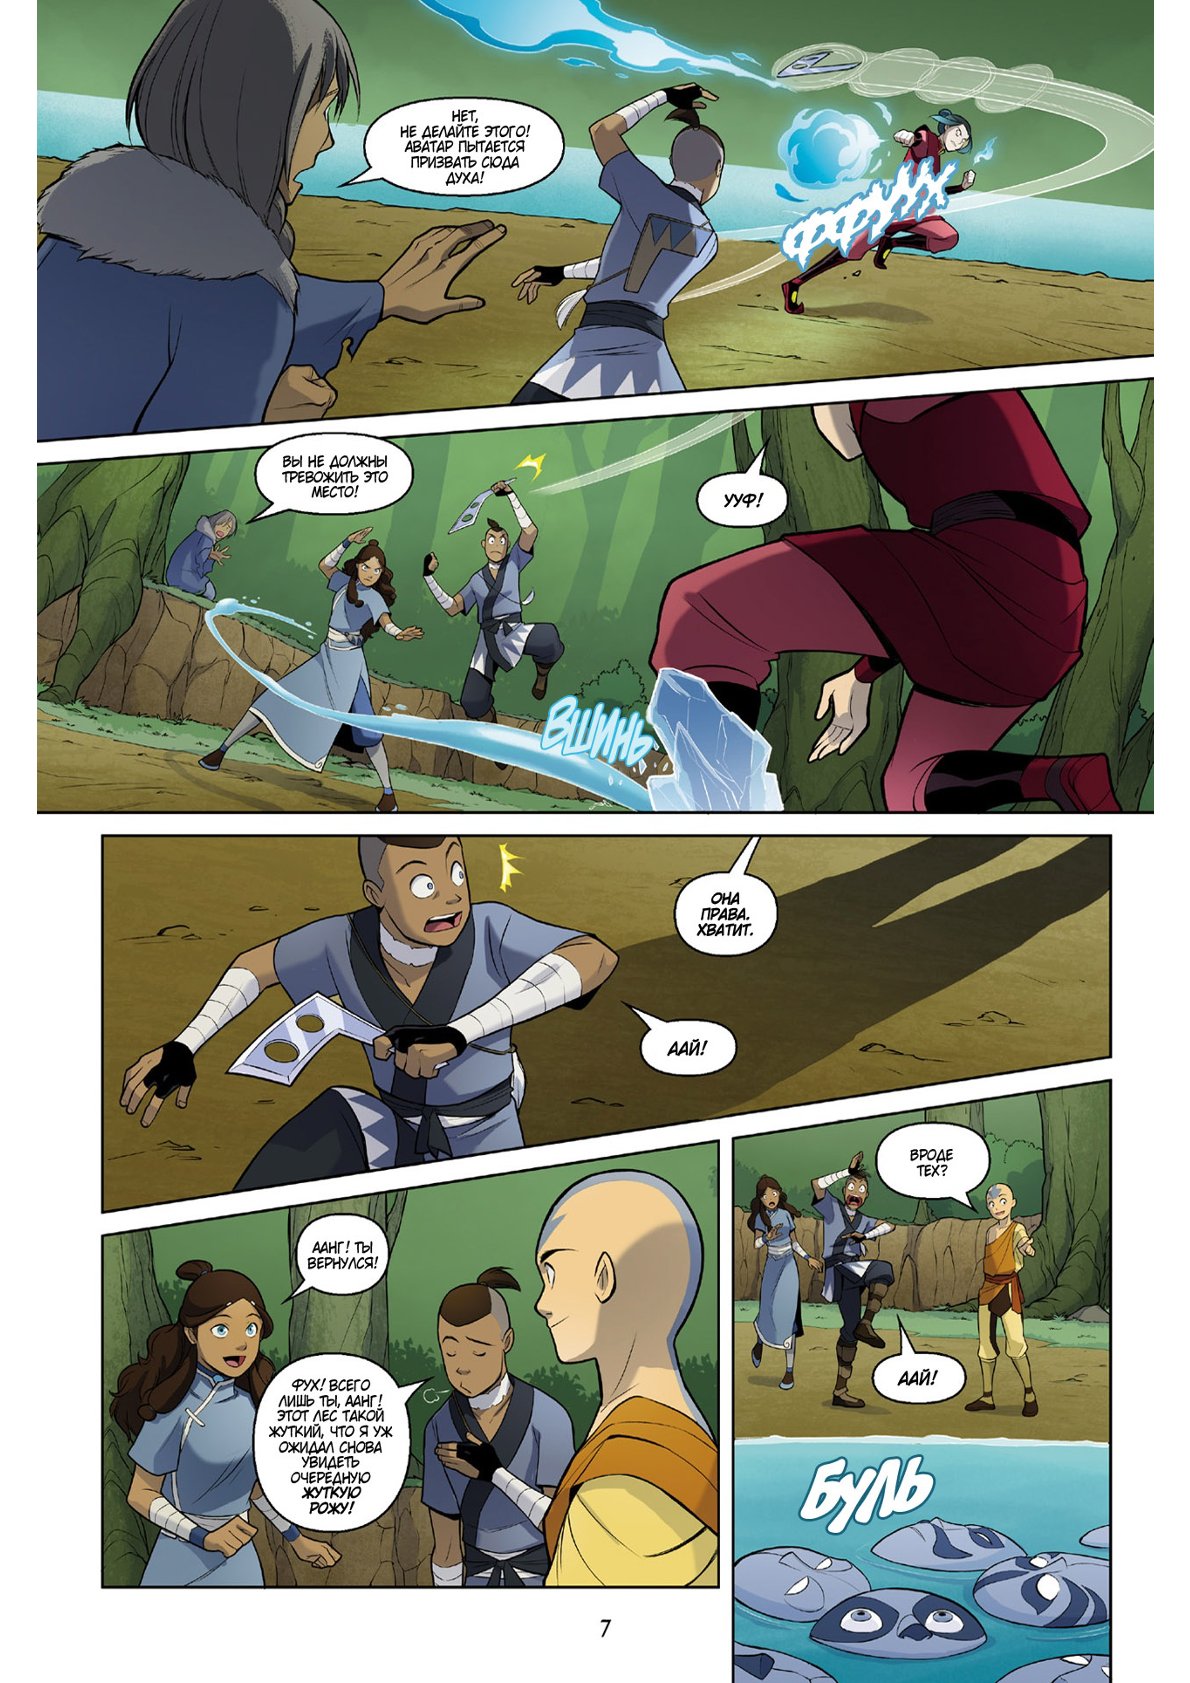 НЕТ,
НЕ ДЕЛАЙТЕ ЭТОГО!
АВАТАР ПЫТАЕТСЯ
ПРИЗВАТЬ СЮДА
ДУХА!
ФФРУХХ
ВЫ НЕ ДОЛЖНЫ
ТРЕВОЖИТЬ ЭТО
МЕСТО!
УУФ!
ВШИНЬ
ОНА
ПРАВА.
ХВАТИТ.
ААЙ!
ААНГ! ТЫ
ВЕРНУЛСЯ!
ФУХ! ВСЕГО
ЛИШЬ ТЫ, ААНГ!
ЭТОТ ЛЕС ТАКОЙ
ЖУТКИЙ, ЧТО Я УЖ
ОЖИДАЛ СНОВА
УВИДЕТЬ
ОЧЕРЕДНУЮ
ЖУТКУЮ
РОЖУ!
ВРОДЕ
ТЕХ?
ААЙ!
БУЛЬ
7